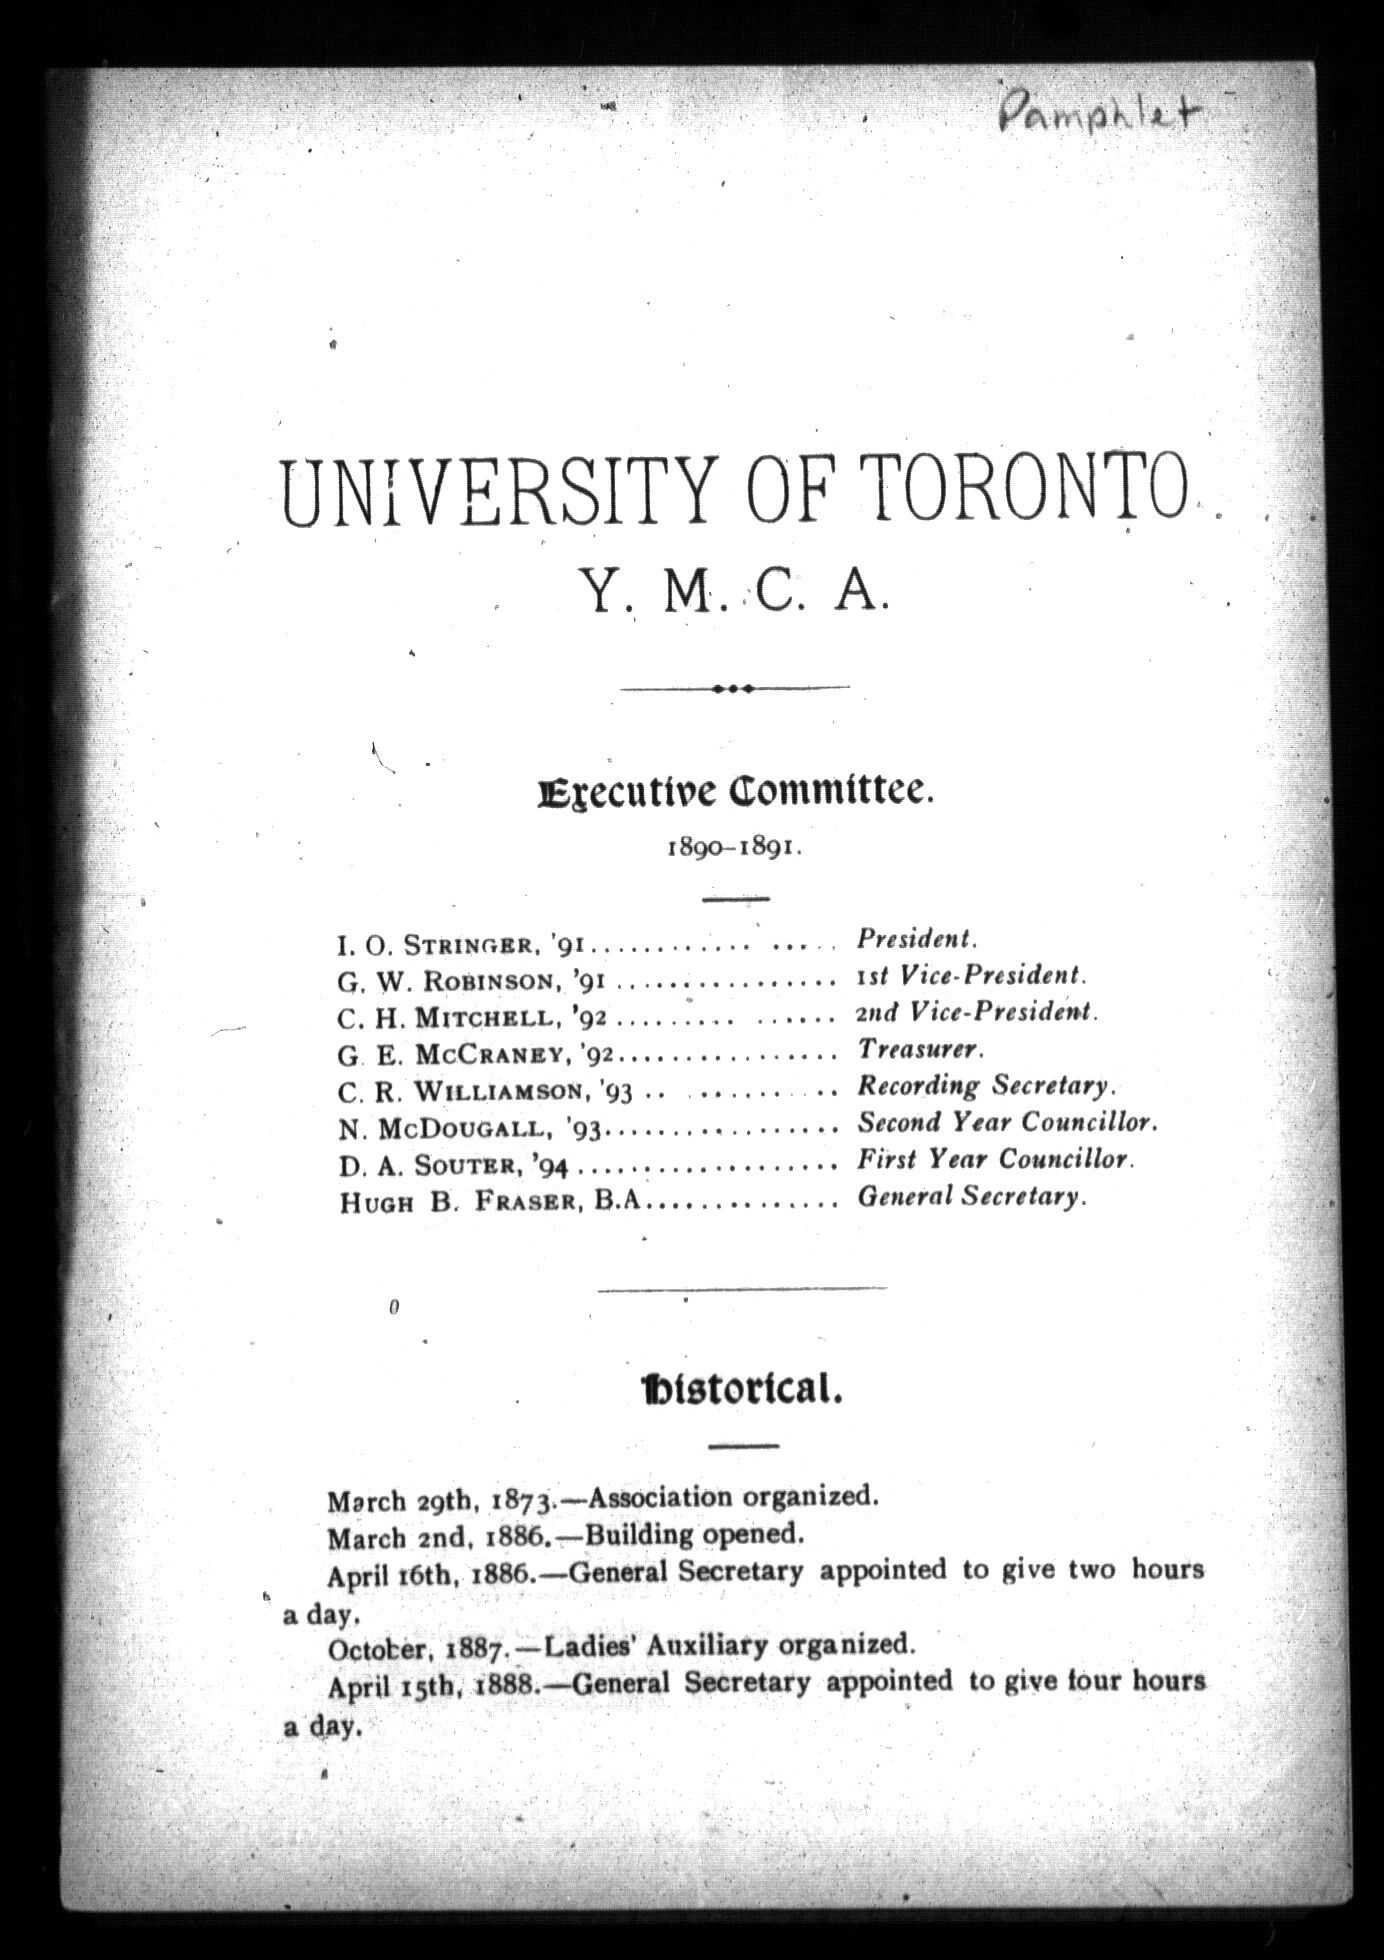 Pamphlet
UNIVERSITY OF TORONTO
Y. M. C. A.
Executive Committee.
1890–1891.
I. O. STRINGER, '91............ ..... President.
G. W. ROBINSON, '91 ................ 1st Vice-President.
C. H. MITCHELL, '92 ......... ...... 2nd Vice-President.
G. E. McCRANEY, '92................ Treasurer.
C. R. WILLIAMSON, '93 .. ...... .. Recording Secretary.
N. McDOUGALL, '93................. Second Year Councillor.
D. A. SOUTER, '94 ................... First Year Councillor.
HUGH B. FRASER, B.A.............. General Secretary.
Historical.
March 29th, 1873.—Association organized.
March 2nd, 1886.—Building opened.
April 16th, 1886.—General Secretary appointed to give two hours
a day.
October, 1887.—Ladies' Auxiliary organized.
April 15th, 1888.—General Secretary appointed to give four hours
a day.